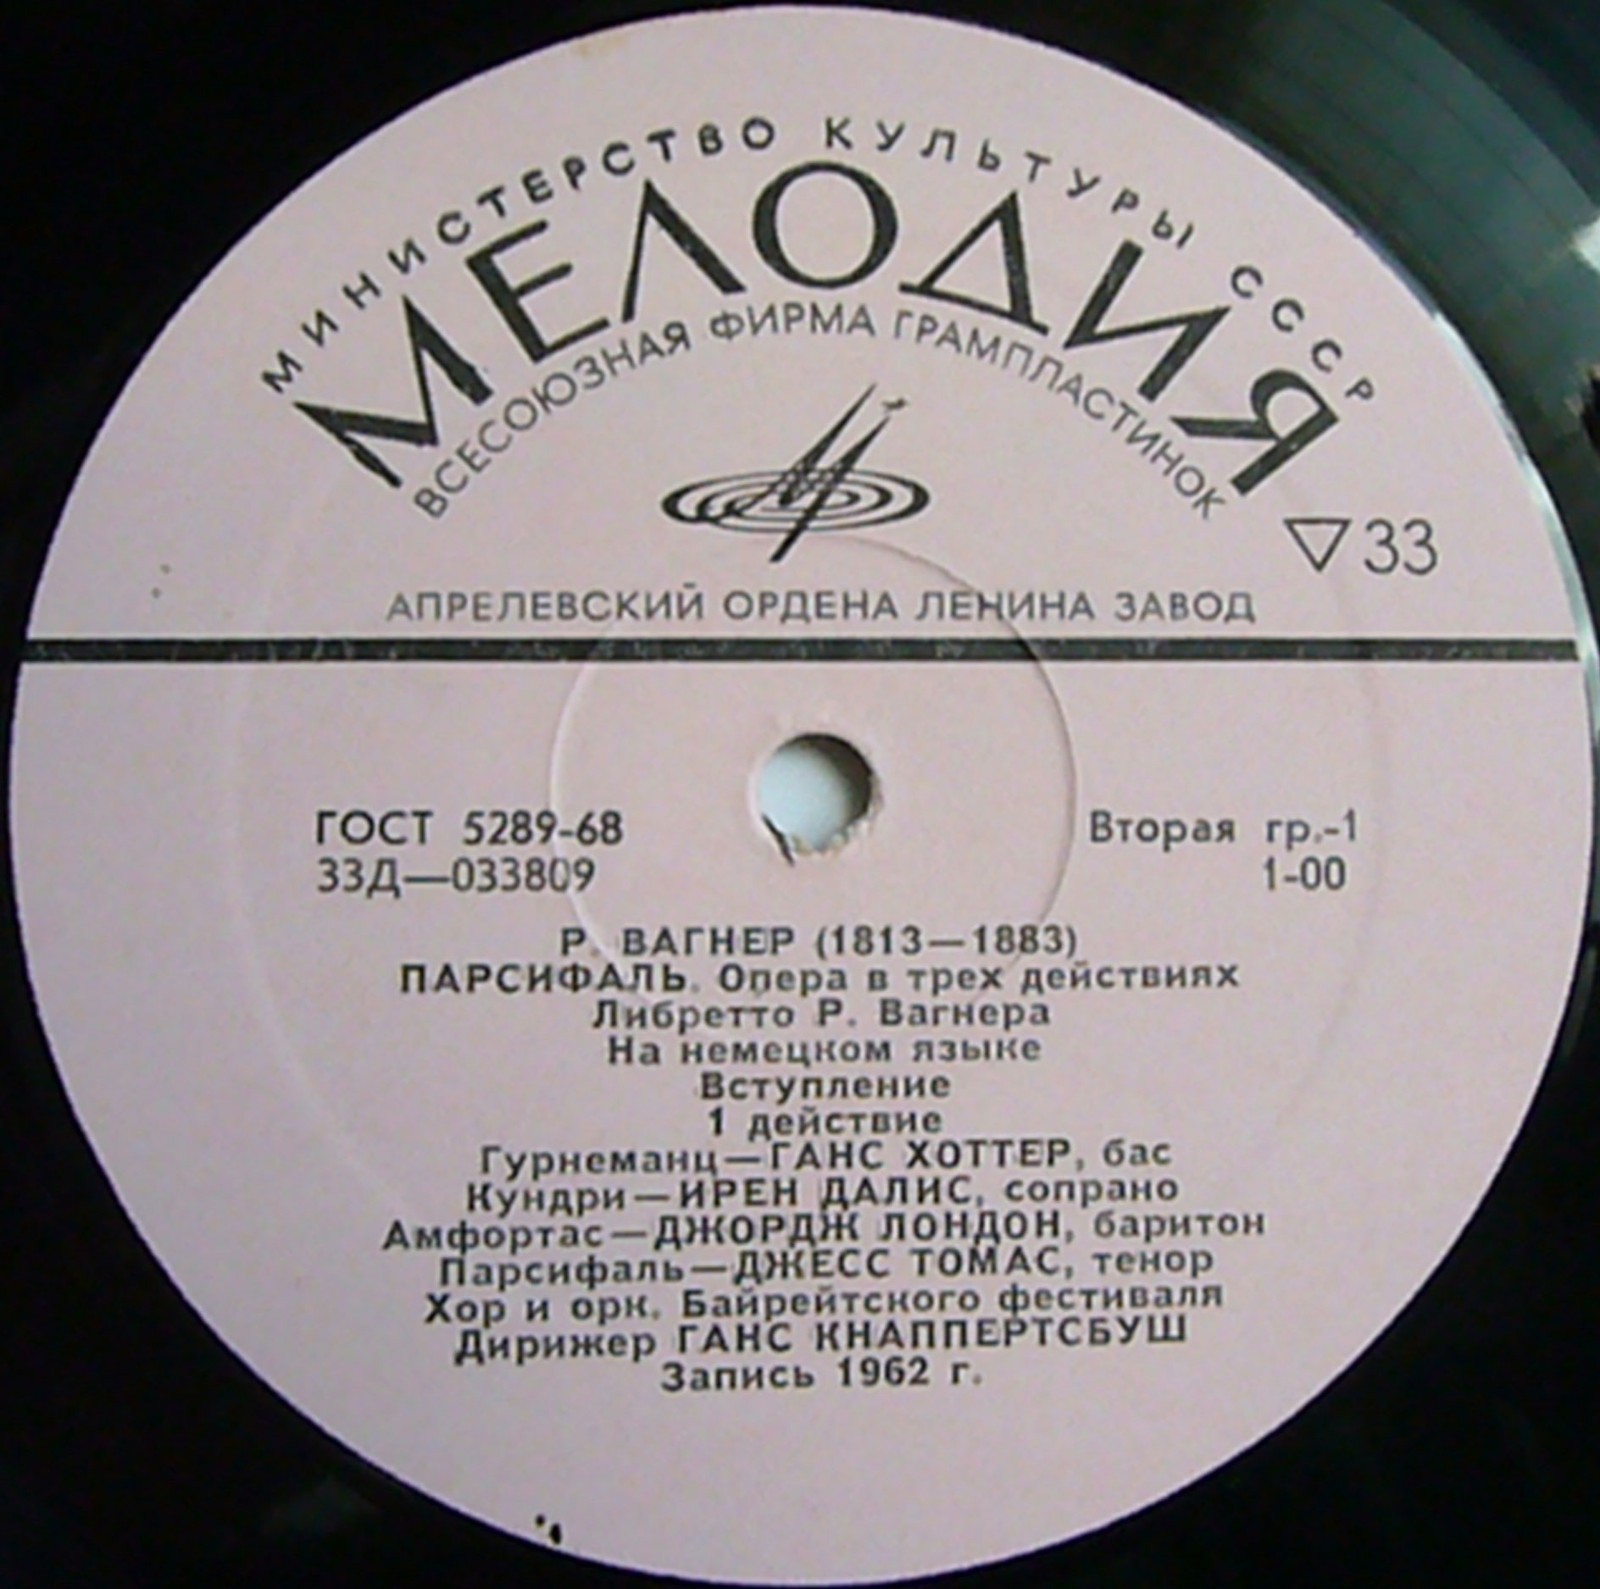 МИНИСТЕРСТВО КУЛЬТУРЫ СССР
МЕЛОДИЯ
ВСЕСОЮЗНАЯ ФИРМА ГРАМПЛАСТИНОК
33
АПРЕЛЕВСКИЙ ОРДЕНА ЛЕНИНА ЗАВОД
ГОСТ 5289-68 Вторая гр.-1
33Д—033809 1-00
Р. ВАГНЕР (1813—1883)
ПАРСИФАЛЬ. Опера в трех действиях
Либретто Р. Вагнера
На немецком языке
Вступление
1 действие
Гурнеманц—ГАНС ХОТТЕР, бас
Кундри—ИРЕН ДАЛИС, сопрано
Амфортас—ДЖОРДЖ ЛОНДОН, баритон
Парсифаль—ДЖЕСС ТОМАС, тенор
Хор и орк. Байрейтского фестиваля
Дирижер ГАНС КНАППЕРТСБУШ
Запись 1962 г.